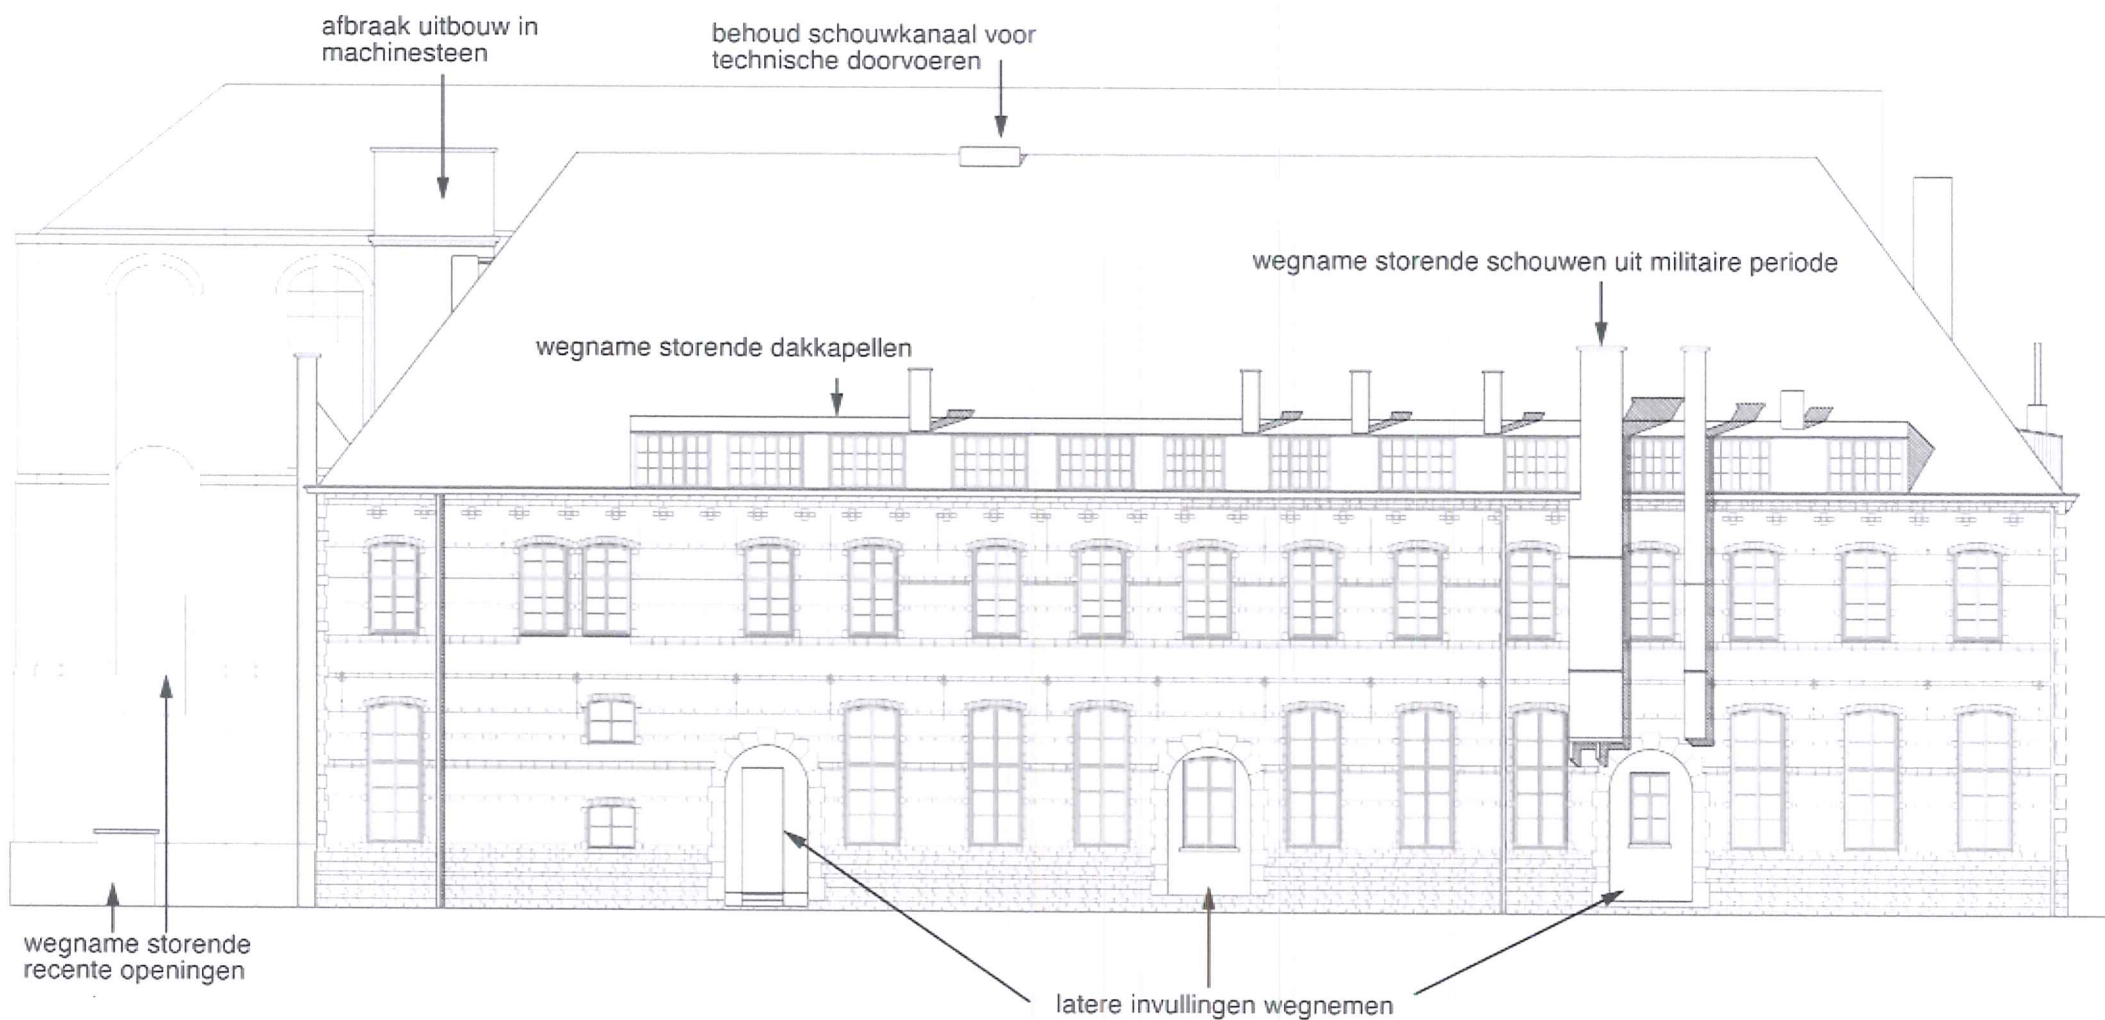 afbraak uitbouw in
machinesteen
behoud schouwkanaal voor
technische doorvoeren
wegname storende schouwen uit militaire periode
wegname storende dakkapellen
wegname storende
recente openingen
latere invullingen wegnemen